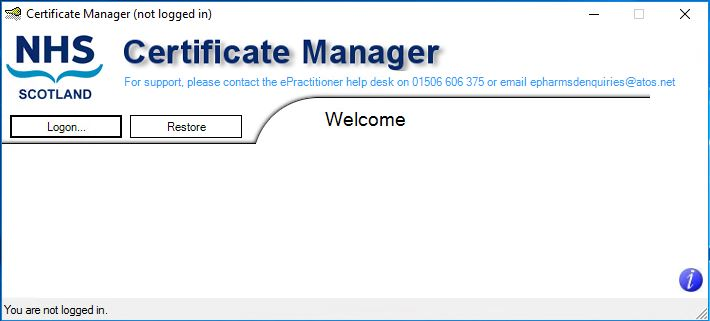 Certificate Manager (not logged in)
NHS
SCOTLAND
Certificate Manager
For support, please contact the ePractitioner help desk on 01506 606 375 or email epharmsdenquiries@atos.net
Logon...
Restore
Welcome
i
You are not logged in.